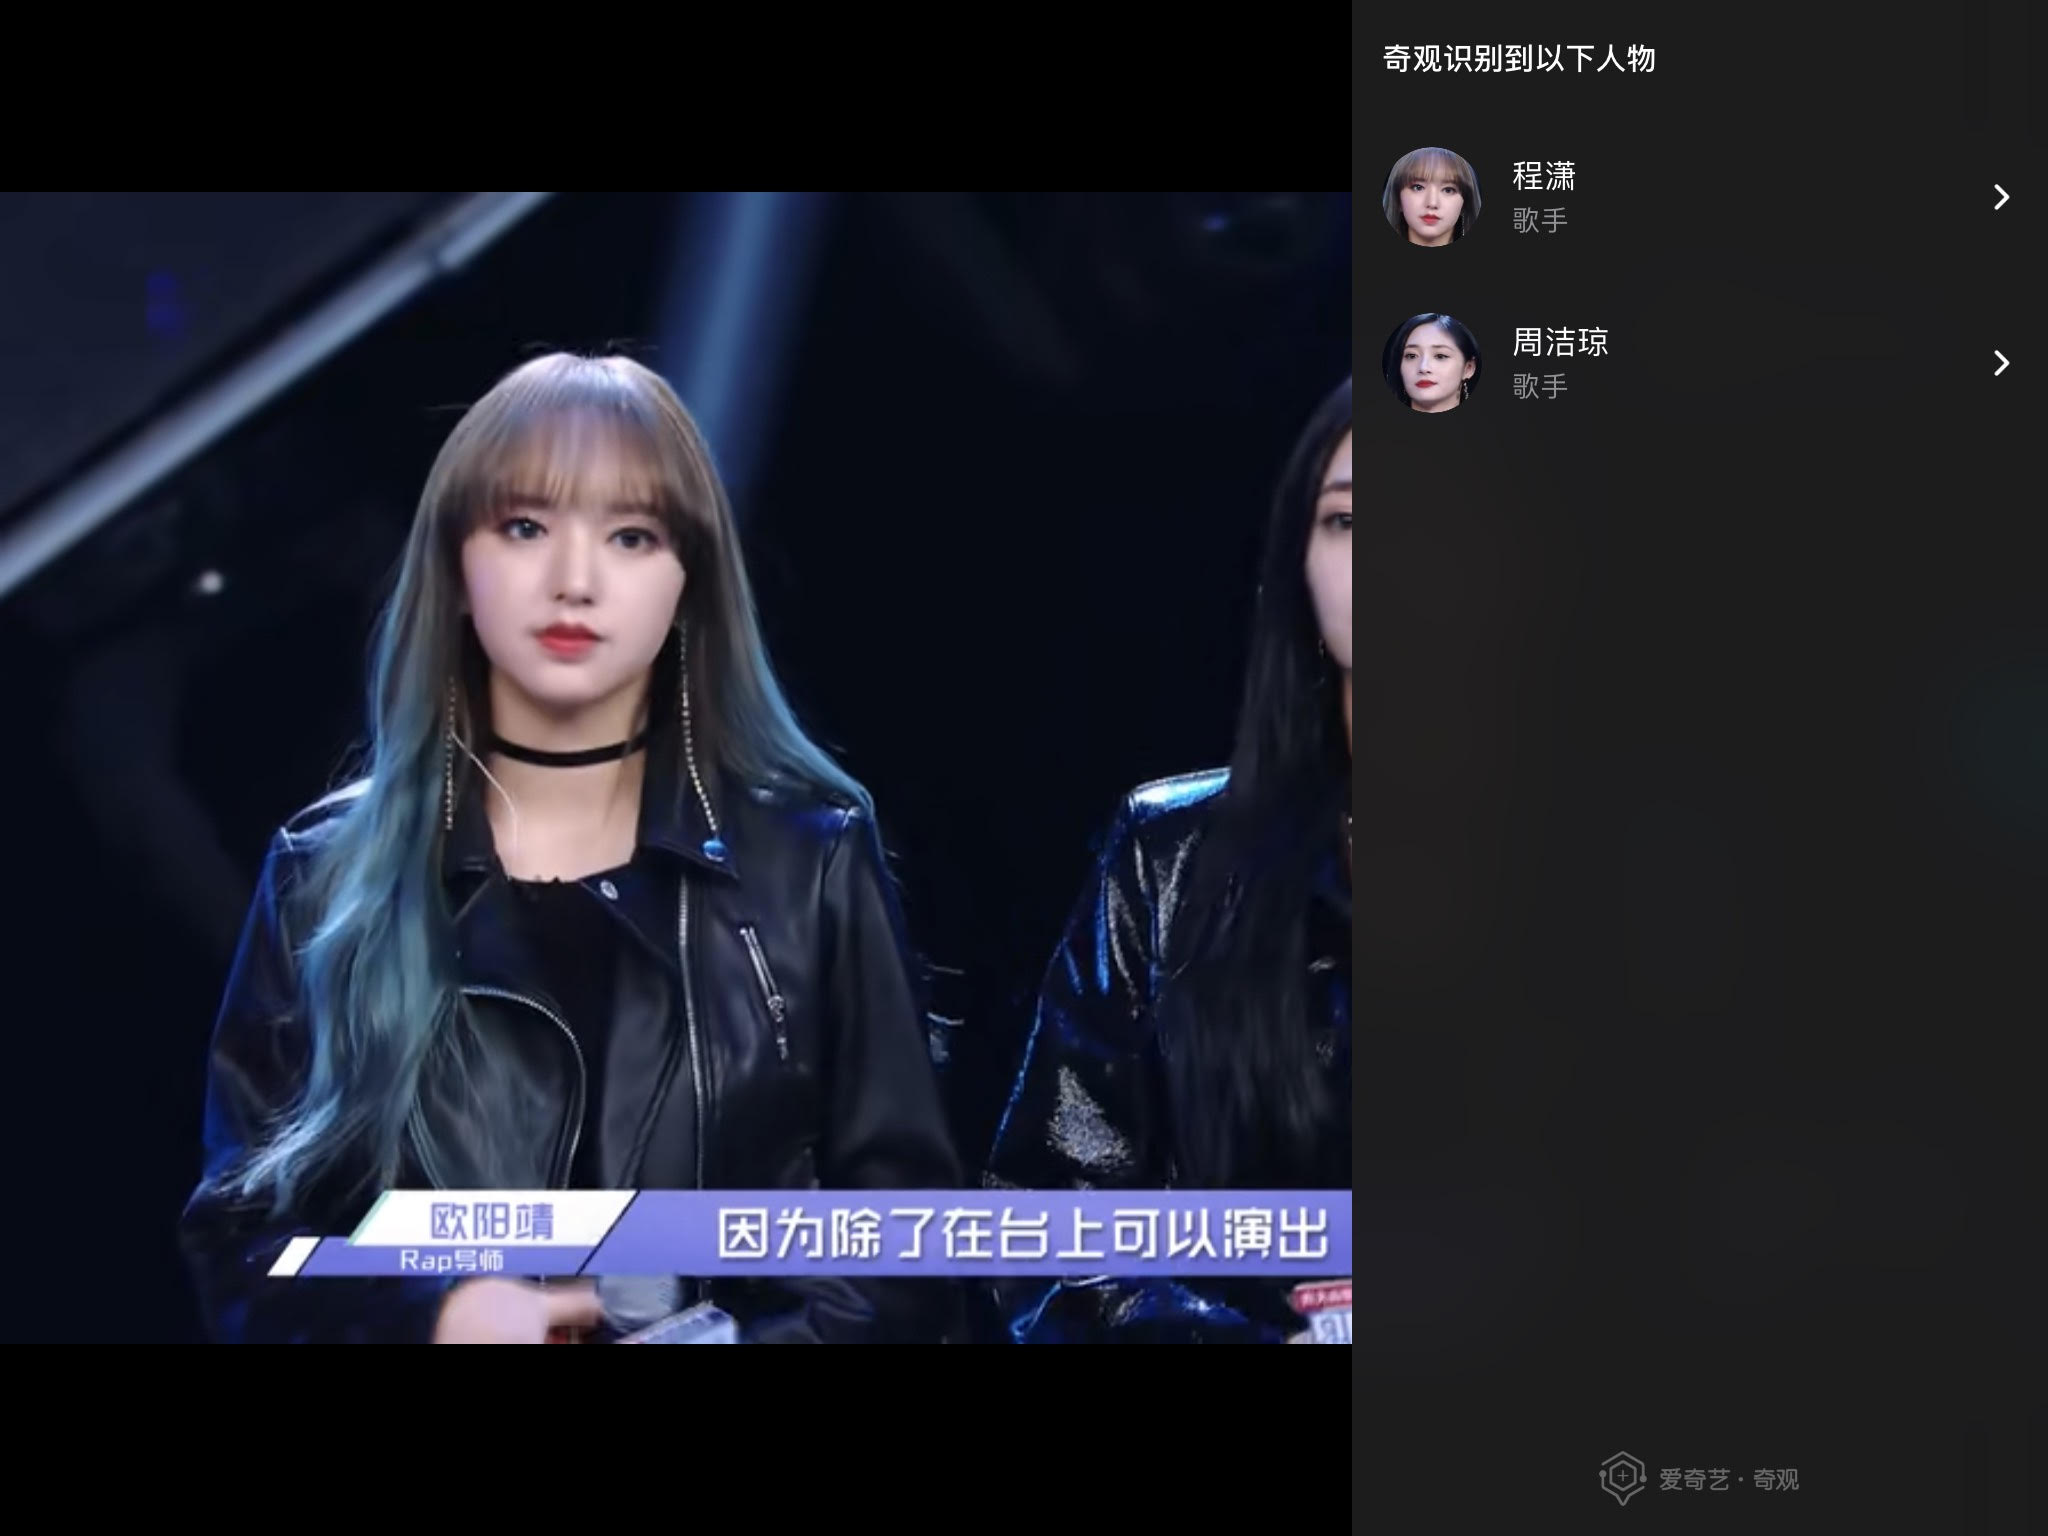 奇观识别到以下人物
程潇
歌手
周洁琼
歌手
欧阳靖
Rap导师
因为除了在台上可以演出
爱奇艺·奇观